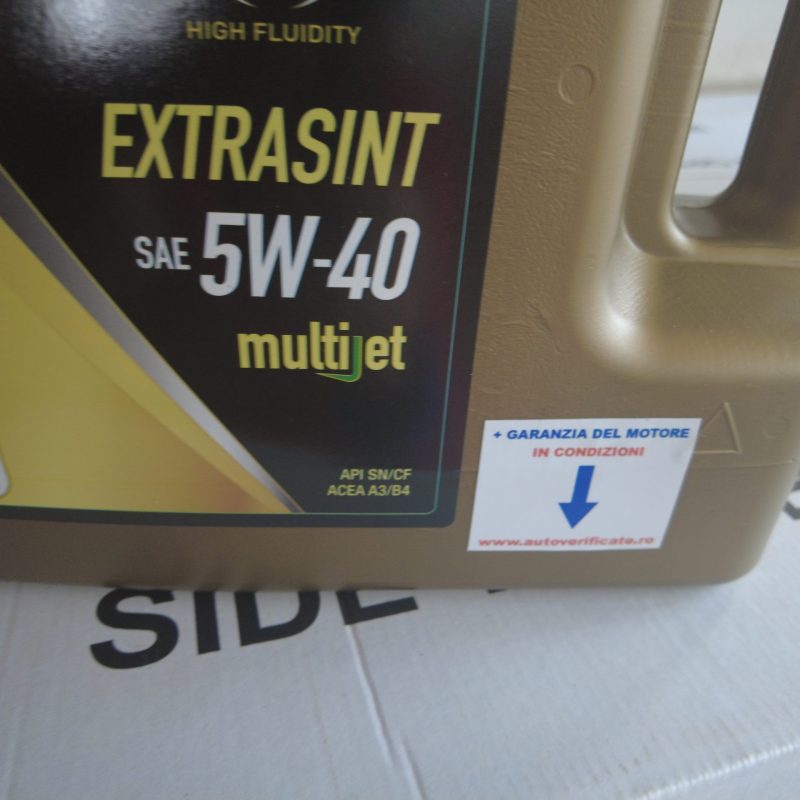 HIGH FLUIDITY
EXTRASINT
SAE 5W-40
multijet
API SN/CF
ACEA A3/B4
+ GARANZIA DEL MOTORE
IN CONDIZIONI
www.autoverificate.ro
SIDE